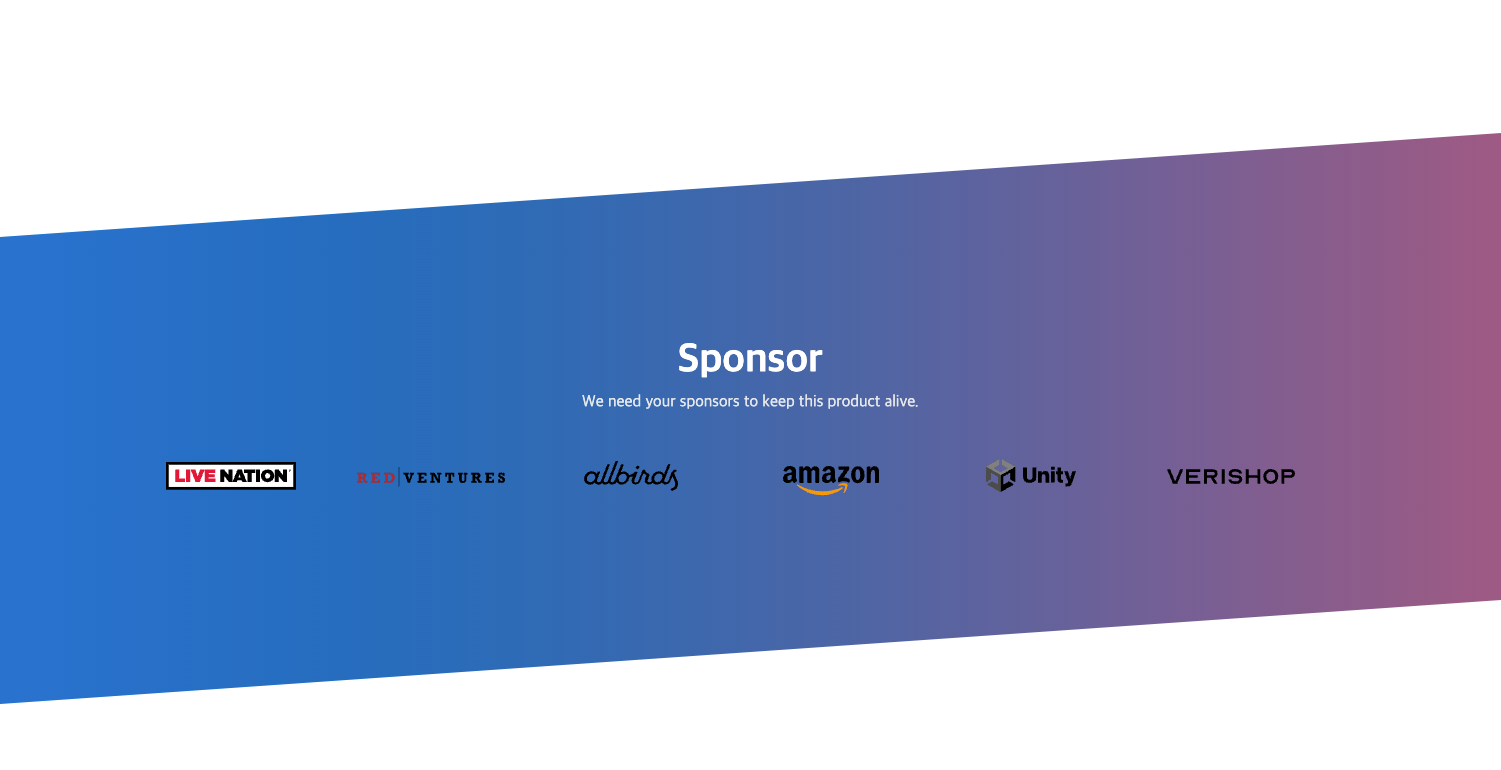 Sponsor
We need your sponsors to keep this product alive.
LIVE NATION RED VENTURES allbirds amazon Unity VERISHOP